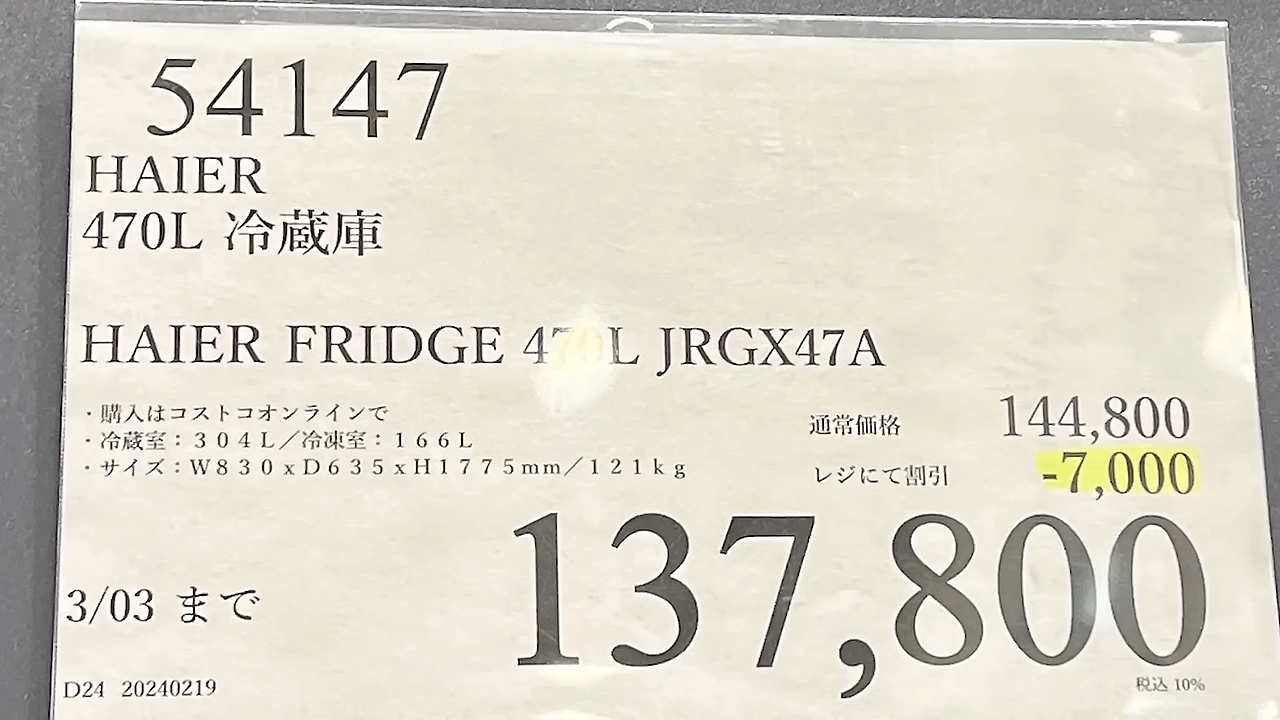 54147
HAIER
470L 冷蔵庫
HAIER FRIDGE 470L JRGX47A
・購入はコストコオンラインで
・冷蔵室：３０４Ｌ／冷凍室：１６６Ｌ
・サイズ：Ｗ８３０ｘＤ６３５ｘＨ１７７５ｍｍ／１２１ｋｇ
通常価格 144,800
レジにて割引 -7,000
137,800
3/03 まで
税込 10%
D24 20240219